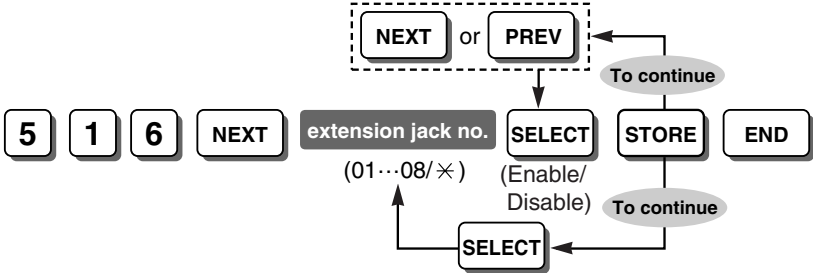 NEXT or PREV
To continue
5 1 6 NEXT extension jack no. SELECT STORE END
(01···08/✳)
(Enable/
Disable)
To continue
SELECT